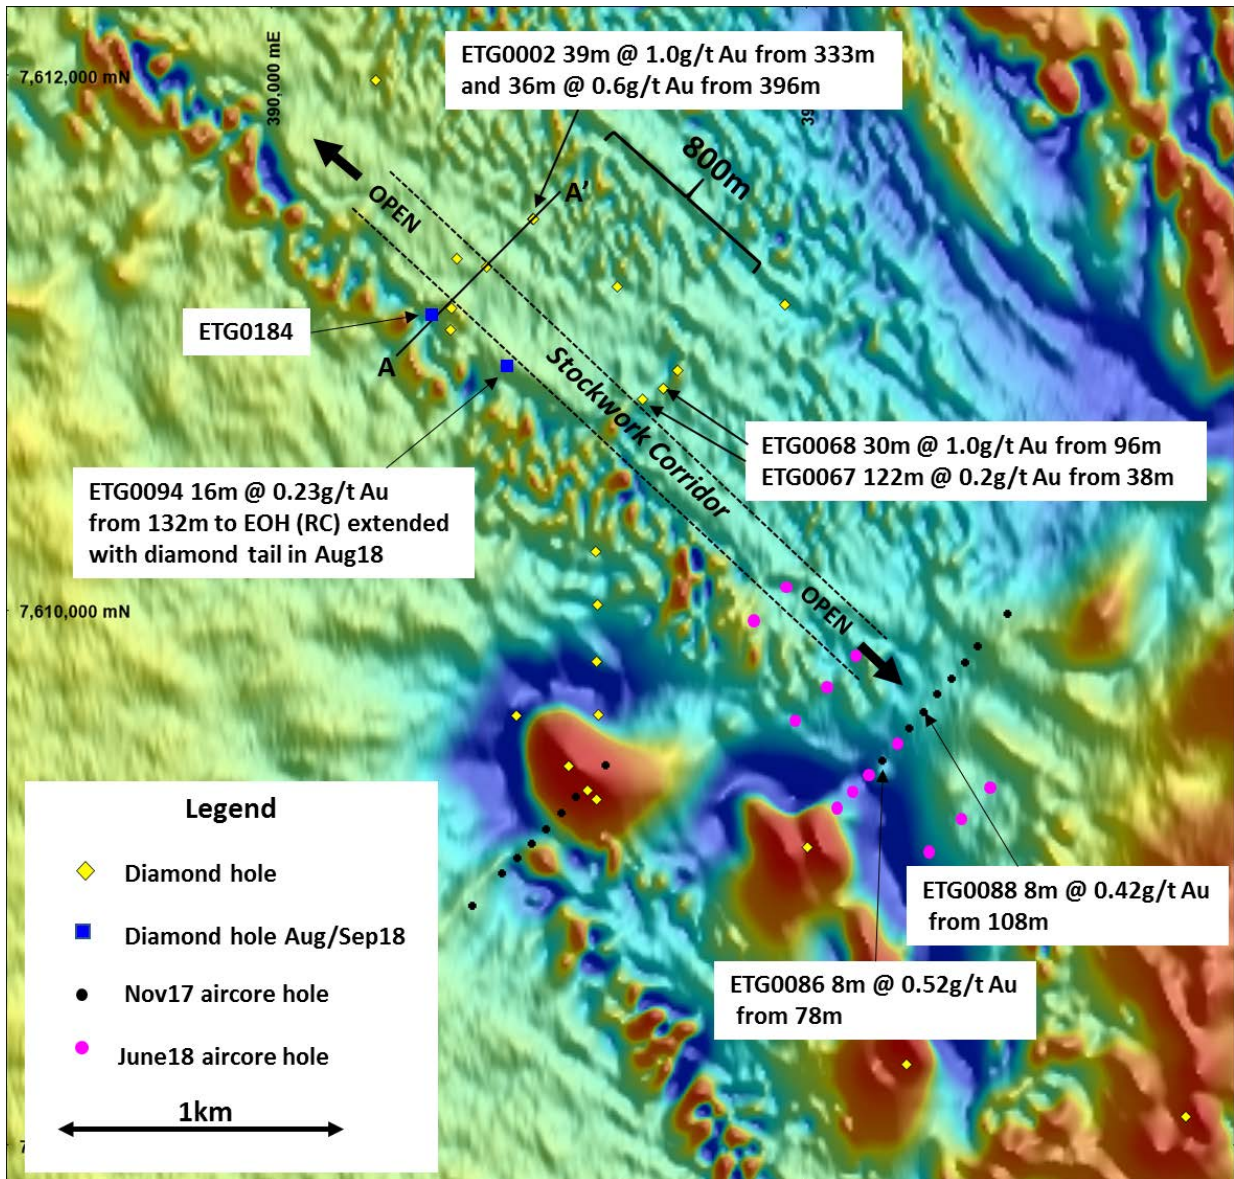 ETG0002 39m @ 1.0g/t Au from 333m
and 36m @ 0.6g/t Au from 396m
7,612,000 mN
390,000 mE
800m
OPEN
A'
ETG0184
A
Stockwork Corridor
ETG0068 30m @ 1.0g/t Au from 96m
ETG0067 122m @ 0.2g/t Au from 38m
ETG0094 16m @ 0.23g/t Au
from 132m to EOH (RC) extended
with diamond tail in Aug18
7,610,000 mN
OPEN
Legend
Diamond hole
Diamond hole Aug/Sep18
Nov17 aircore hole
June18 aircore hole
1km
ETG0088 8m @ 0.42g/t Au
from 108m
ETG0086 8m @ 0.52g/t Au
from 78m